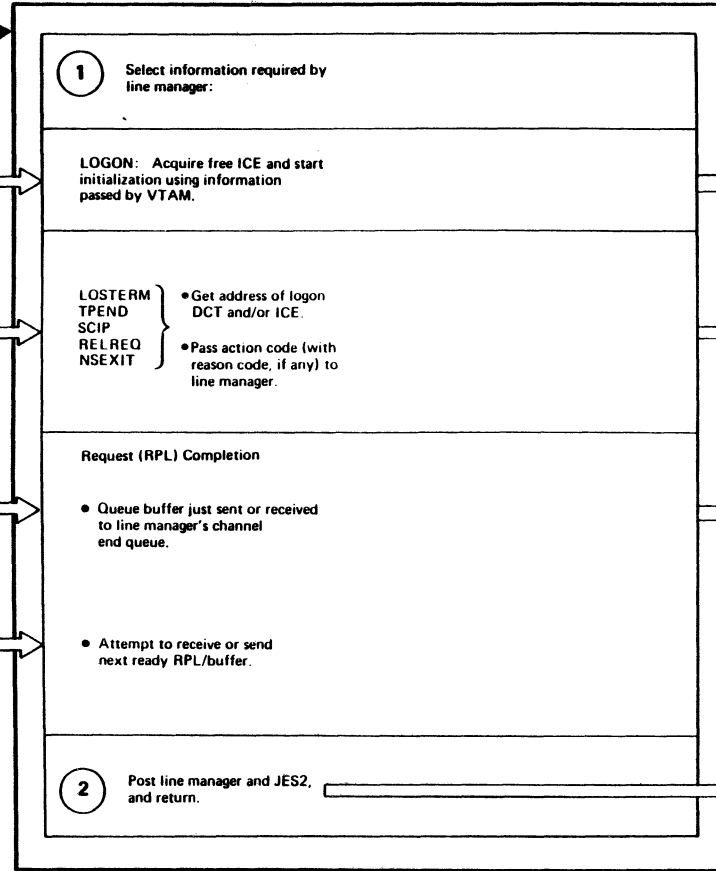 1
Select information required by
line manager:
LOGON: Acquire free ICE and start
initialization using information
passed by VTAM.
LOSTERM
TPEND
SCIP
RELREQ
NSEXIT
● Get address of logon
DCT and/or ICE.
● Pass action code (with
reason code, if any) to
line manager.
Request (RPL) Completion
● Queue buffer just sent or received
to line manager's channel
end queue.
● Attempt to receive or send
next ready RPL/buffer.
2
Post line manager and JES2,
and return.